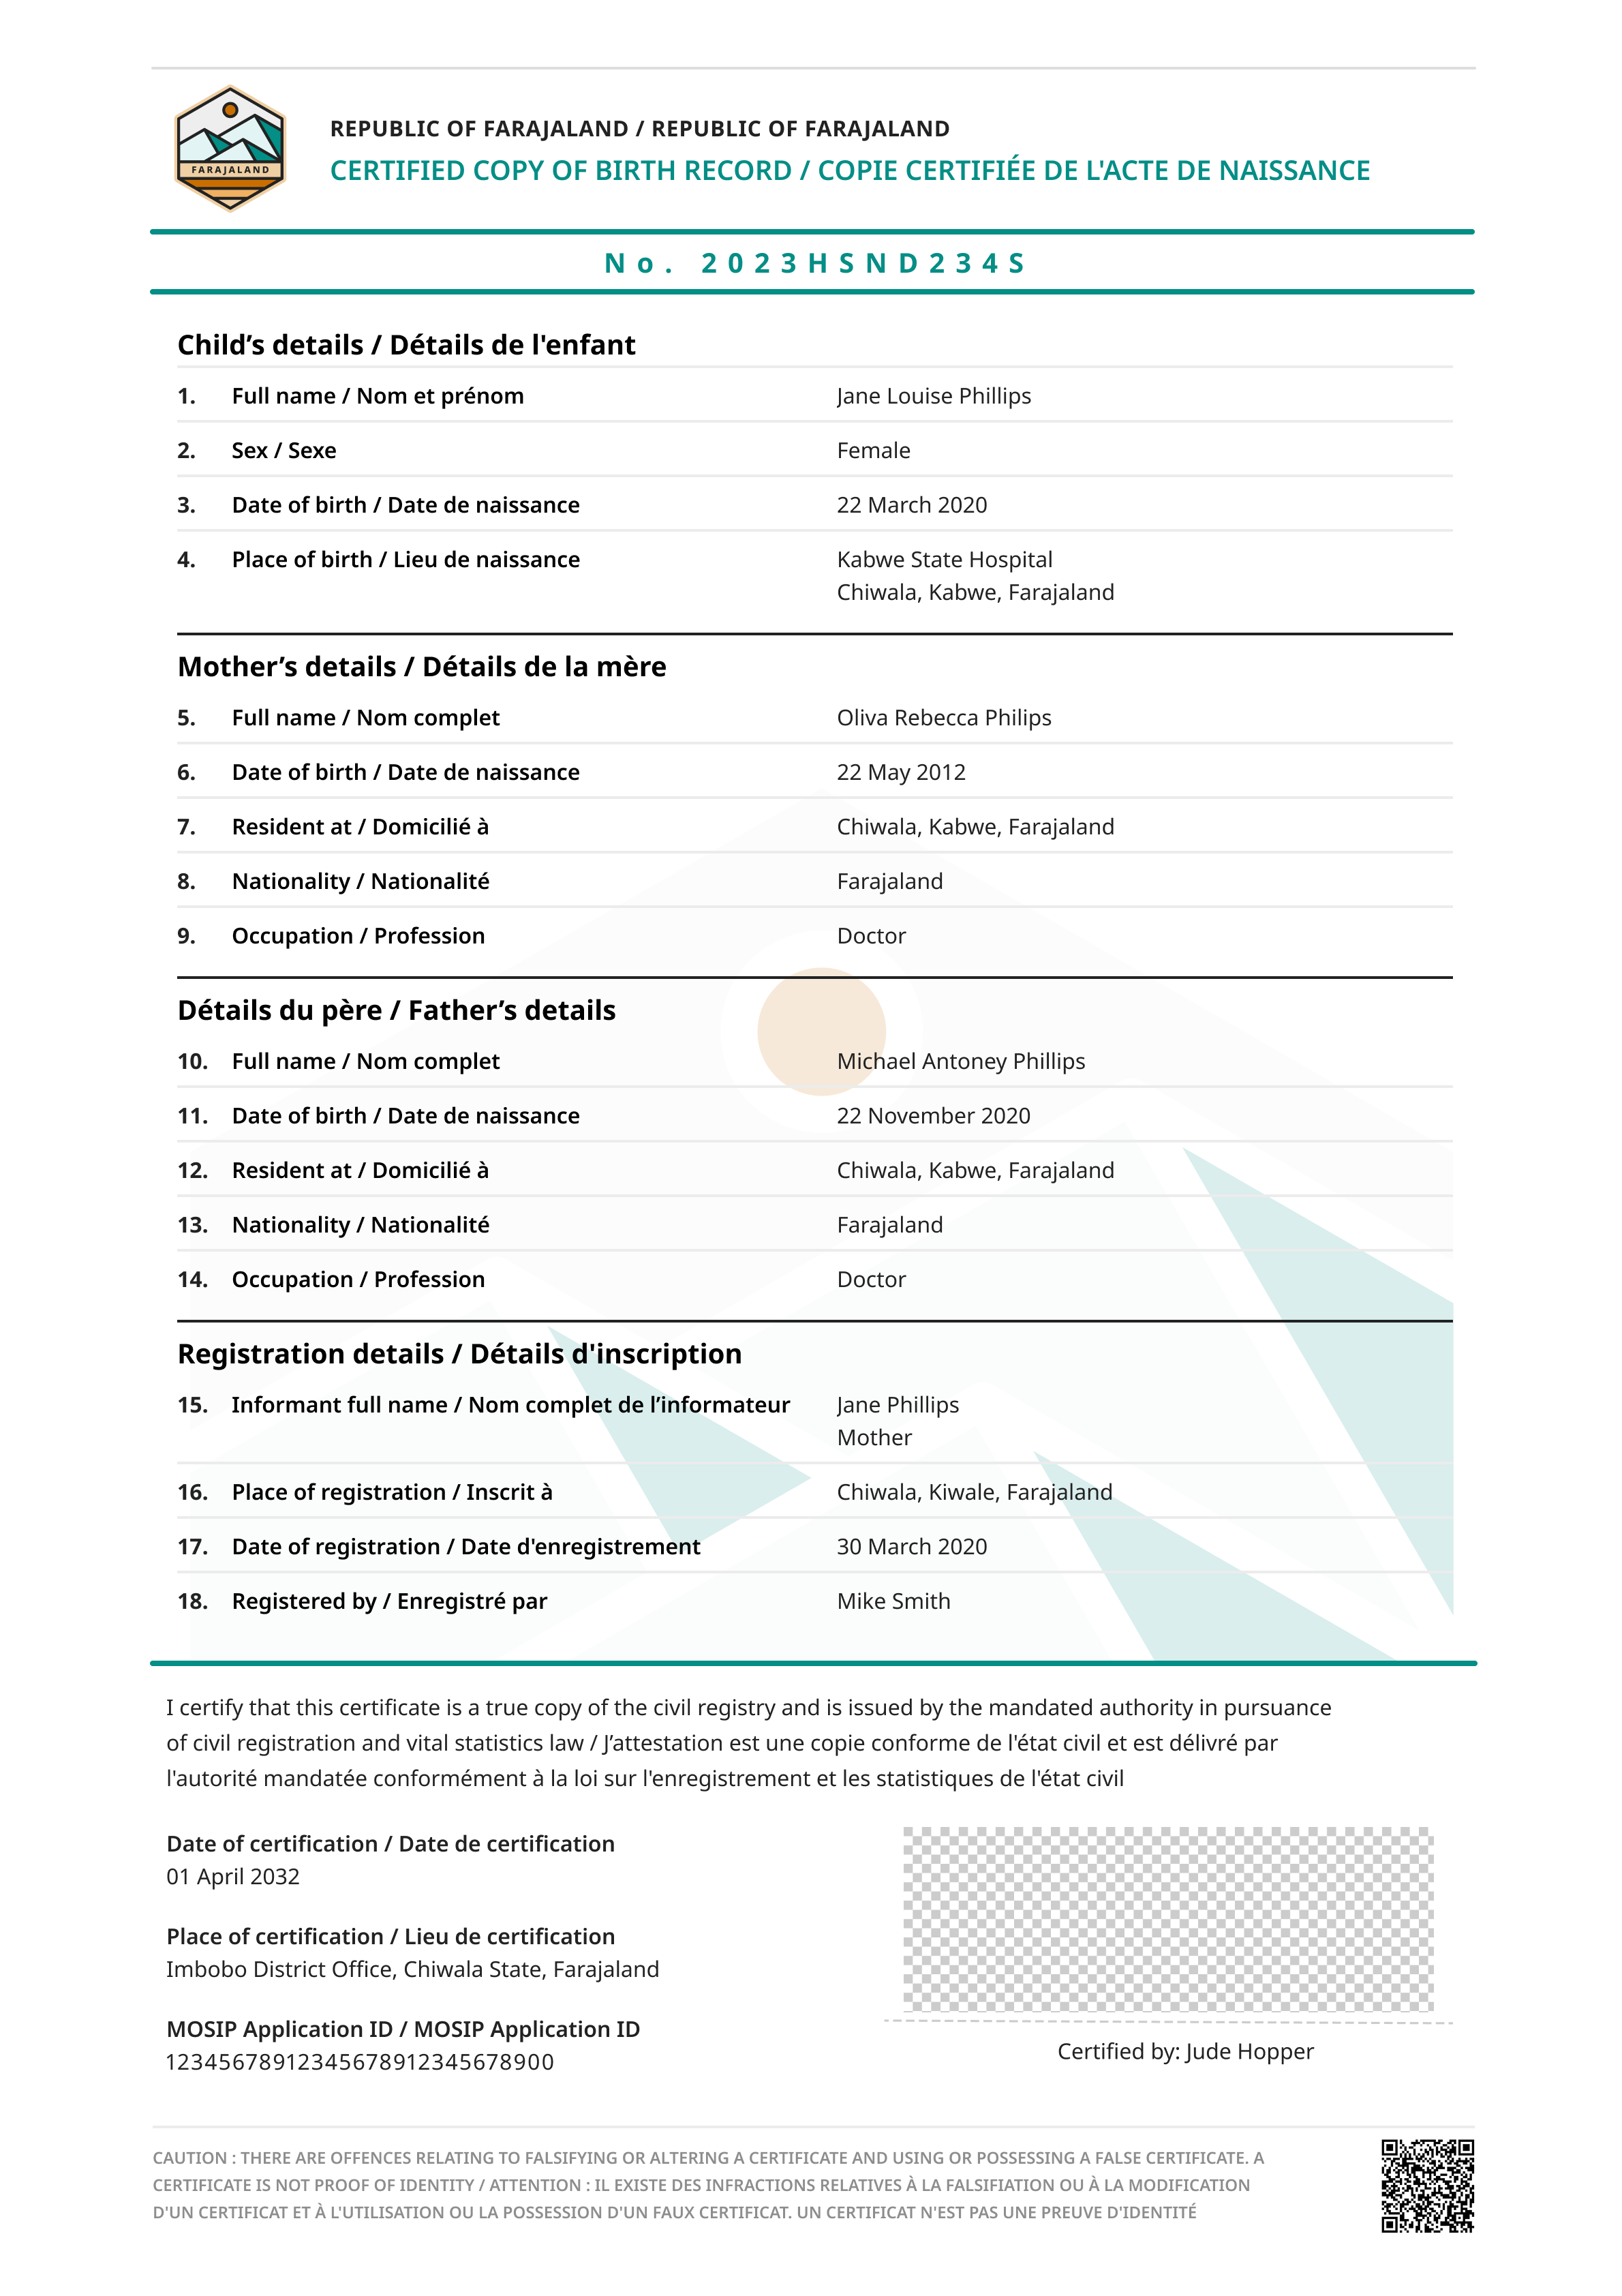 FARAJALAND
REPUBLIC OF FARAJALAND / REPUBLIC OF FARAJALAND
CERTIFIED COPY OF BIRTH RECORD / COPIE CERTIFIÉE DE L'ACTE DE NAISSANCE
No. 2023HSND234S
Child’s details / Détails de l'enfant
1. Full name / Nom et prénom Jane Louise Phillips
2. Sex / Sexe Female
3. Date of birth / Date de naissance 22 March 2020
4. Place of birth / Lieu de naissance Kabwe State Hospital
Chiwala, Kabwe, Farajaland
Mother’s details / Détails de la mère
5. Full name / Nom complet Oliva Rebecca Philips
6. Date of birth / Date de naissance 22 May 2012
7. Resident at / Domicilié à Chiwala, Kabwe, Farajaland
8. Nationality / Nationalité Farajaland
9. Occupation / Profession Doctor
Détails du père / Father’s details
10. Full name / Nom complet Michael Antoney Phillips
11. Date of birth / Date de naissance 22 November 2020
12. Resident at / Domicilié à Chiwala, Kabwe, Farajaland
13. Nationality / Nationalité Farajaland
14. Occupation / Profession Doctor
Registration details / Détails d'inscription
15. Informant full name / Nom complet de l’informateur Jane Phillips
Mother
16. Place of registration / Inscrit à Chiwala, Kiwale, Farajaland
17. Date of registration / Date d'enregistrement 30 March 2020
18. Registered by / Enregistré par Mike Smith
I certify that this certificate is a true copy of the civil registry and is issued by the mandated authority in pursuance
of civil registration and vital statistics law / J’attestation est une copie conforme de l'état civil et est délivré par
l'autorité mandatée conformément à la loi sur l'enregistrement et les statistiques de l'état civil
Date of certification / Date de certification
01 April 2032
Place of certification / Lieu de certification
Imbobo District Office, Chiwala State, Farajaland
MOSIP Application ID / MOSIP Application ID
12345678912345678912345678900
Certified by: Jude Hopper
CAUTION : THERE ARE OFFENCES RELATING TO FALSIFYING OR ALTERING A CERTIFICATE AND USING OR POSSESSING A FALSE CERTIFICATE. A
CERTIFICATE IS NOT PROOF OF IDENTITY / ATTENTION : IL EXISTE DES INFRACTIONS RELATIVES À LA FALSIFIATION OU À LA MODIFICATION
D'UN CERTIFICAT ET À L'UTILISATION OU LA POSSESSION D'UN FAUX CERTIFICAT. UN CERTIFICAT N'EST PAS UNE PREUVE D'IDENTITÉ